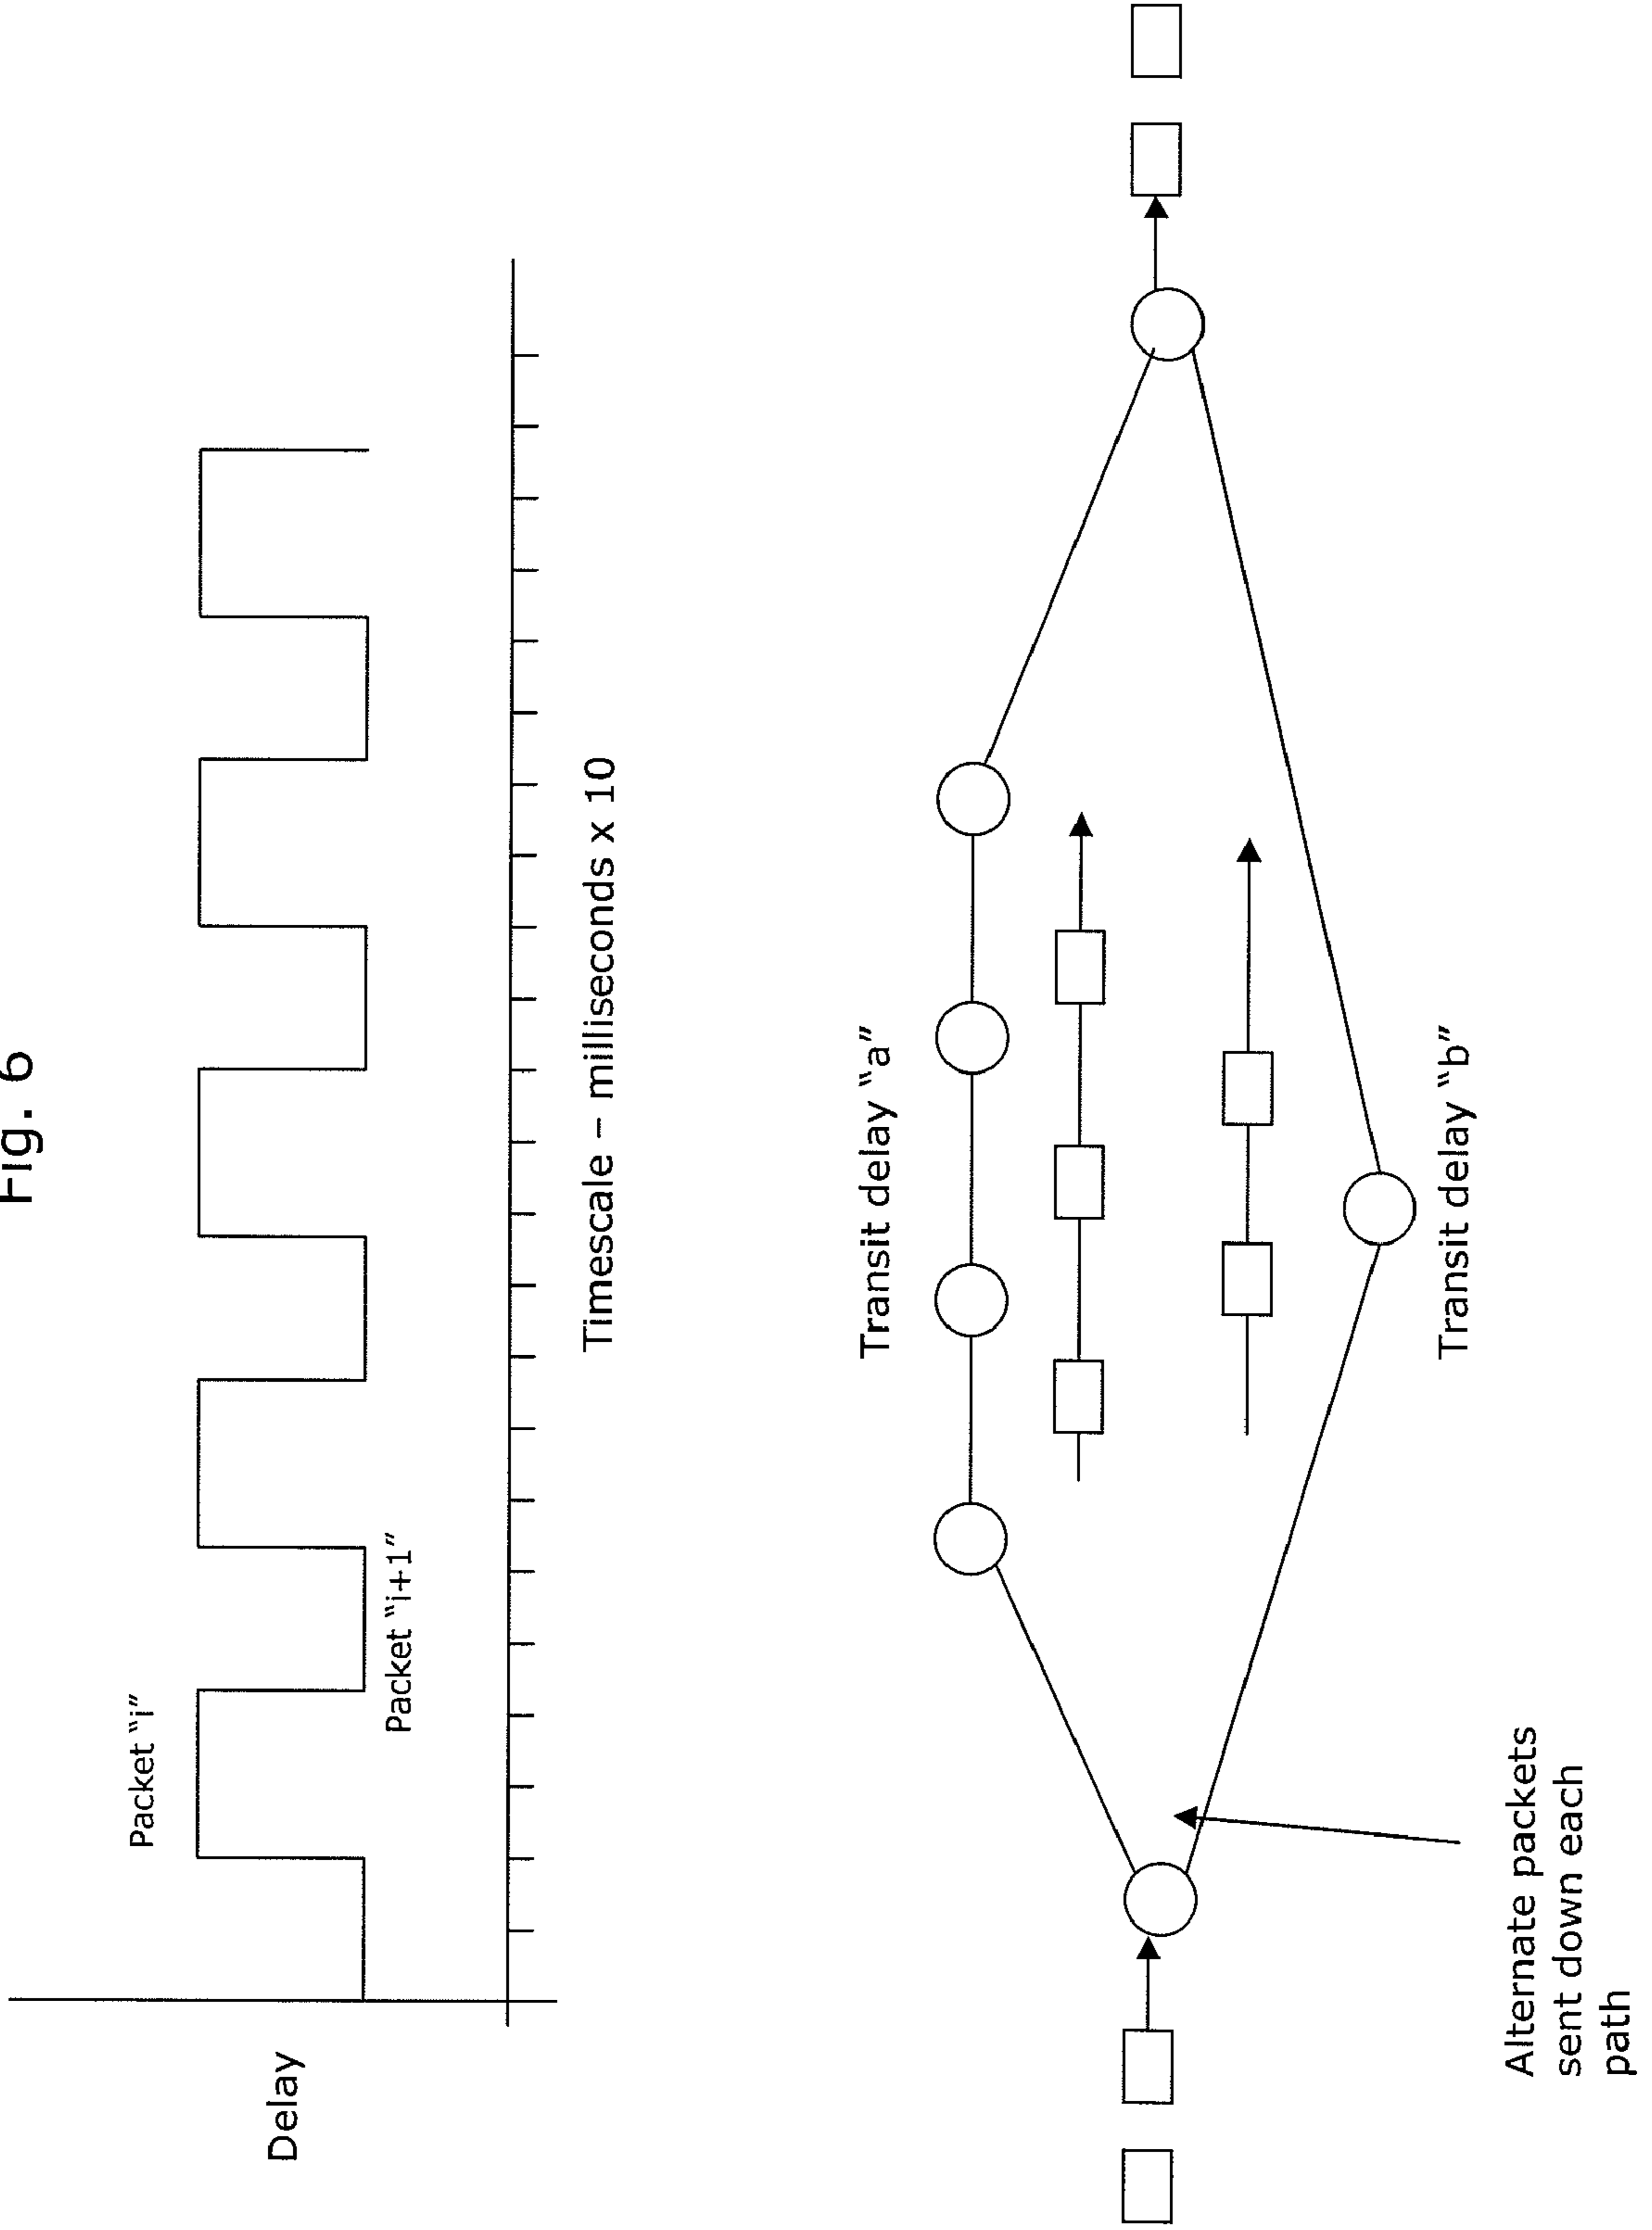 Fig. 6
Delay
Packet "i"
Packet "i+1"
Timescale – milliseconds x 10
Transit delay "a"
Transit delay "b"
Alternate packets
sent down each
path